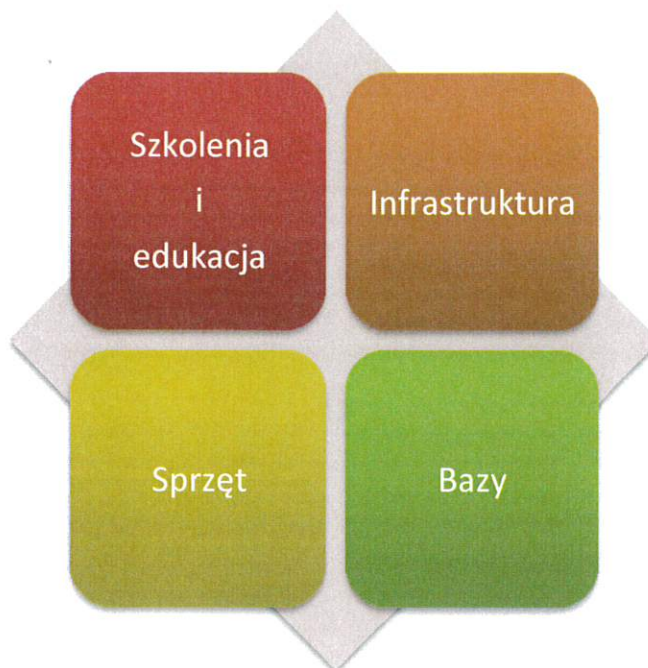 Szkolenia
i
edukacja
Infrastruktura
Sprzęt
Bazy